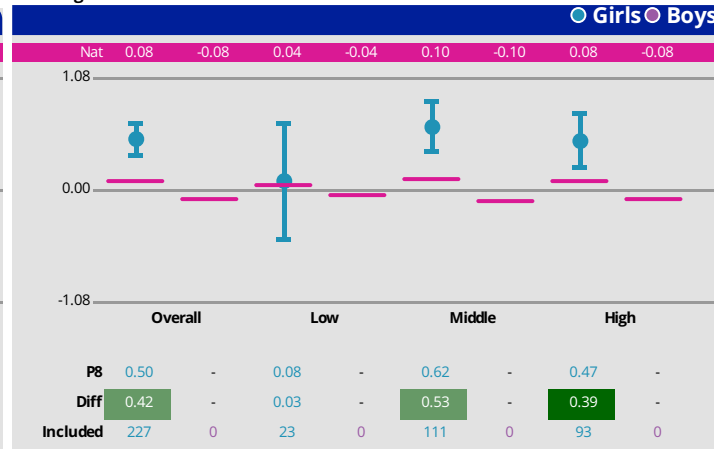 Girls Boys
Nat 0.08 -0.08 0.04 -0.04 0.10 -0.10 0.08 -0.08
1.08
0.00
-1.08
Overall Low Middle High
P8 0.50 - 0.08 - 0.62 - 0.47 -
Diff 0.42 - 0.03 - 0.53 - 0.39 -
Included 227 0 23 0 111 0 93 0